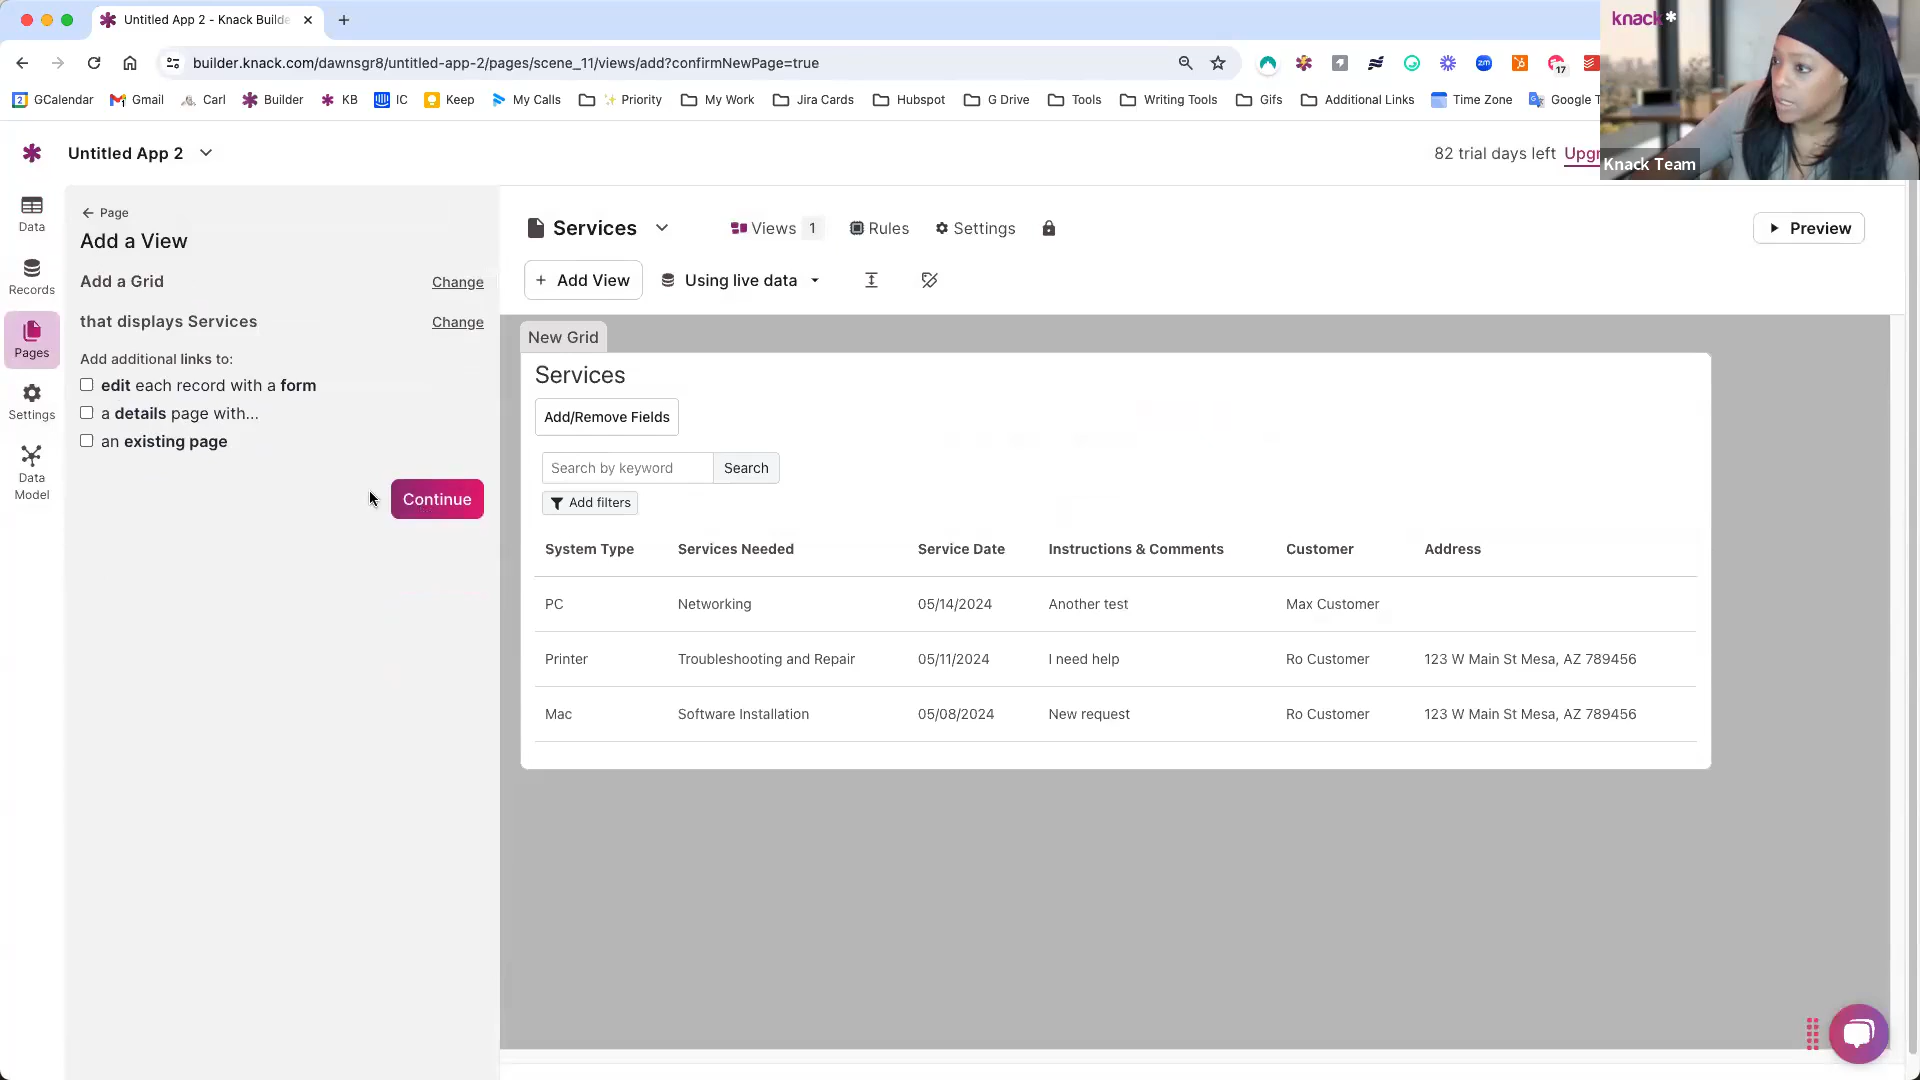 Untitled App 2 - Knack Builde
builder.knack.com/dawnsgr8/untitled-app-2/pages/scene_11/views/add?confirmNewPage=true
zm
17
2 GCalendar
Gmail
Carl
Builder
KB
IC
Keep
My Calls
Priority
My Work
Jira Cards
Hubspot
G Drive
Tools
Writing Tools
Gifs
Additional Links
Time Zone
Google T
knack*
Knack Team
Untitled App 2
82 trial days left Upgr
Data
Records
Pages
Settings
Data
Model
Page
Add a View
Add a Grid Change
that displays Services Change
Add additional links to:
edit each record with a form
a details page with...
an existing page
Continue
Services
Views 1
Rules
Settings
Preview
+ Add View
Using live data
New Grid
Services
Add/Remove Fields
Search by keyword Search
Add filters
System Type Services Needed Service Date Instructions & Comments Customer Address
PC Networking 05/14/2024 Another test Max Customer
Printer Troubleshooting and Repair 05/11/2024 I need help Ro Customer 123 W Main St Mesa, AZ 789456
Mac Software Installation 05/08/2024 New request Ro Customer 123 W Main St Mesa, AZ 789456